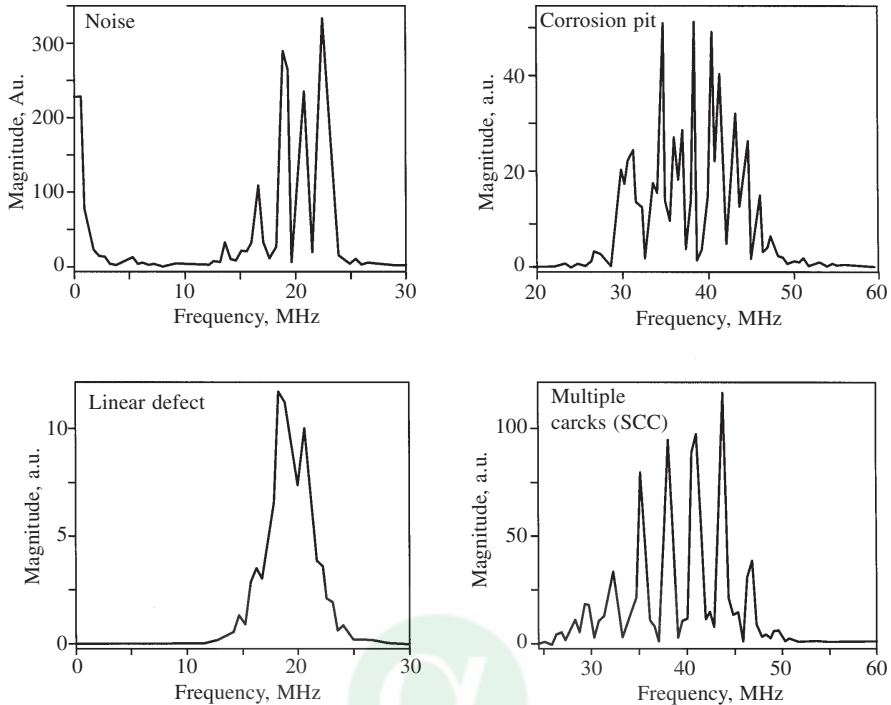 Noise
300
200
100
0
Magnitude, Au.
0
10
20
30
Frequency, MHz
Corrosion pit
40
20
0
Magnitude, a.u.
20
30
40
50
60
Frequency, MHz
Linear defect
10
5
0
Magnitude, a.u.
0
10
20
30
Frequency, MHz
Multiple
carcks (SCC)
100
50
0
Magnitude, a.u.
30
40
50
60
Frequency, MHz